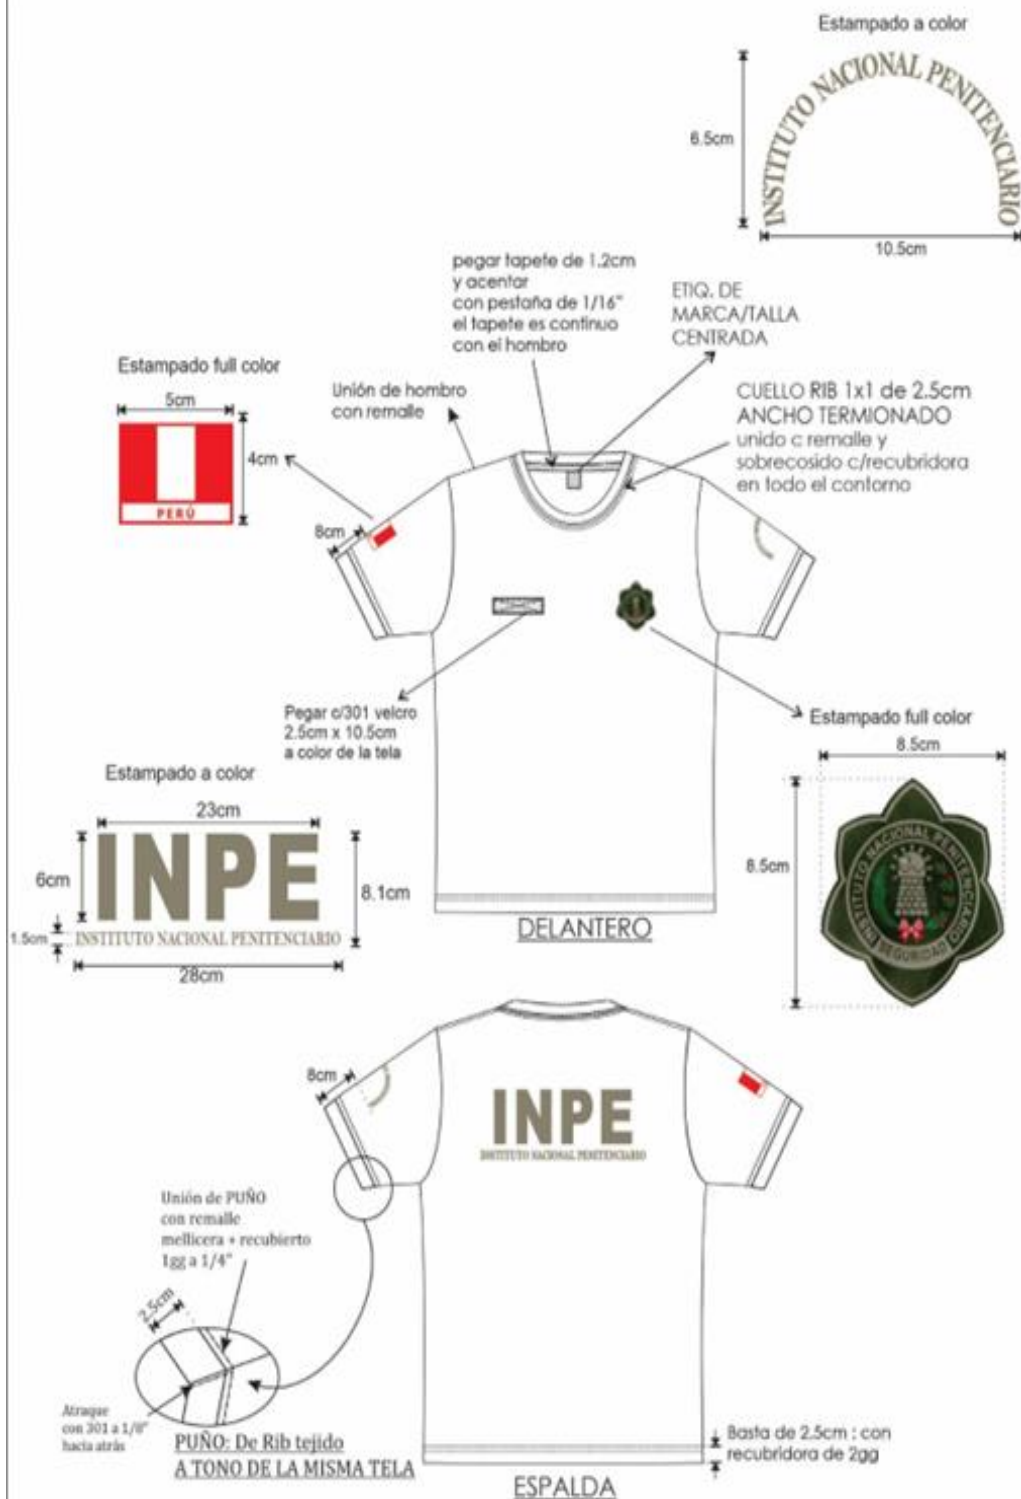 Estampado a color
INSTITUTO NACIONAL PENITENCIARIO
6.5cm
10.5cm
pegar tapete de 1.2cm
y acentar
con pestaña de 1/16"
el tapete es continuo
con el hombro
ETIQ. DE
MARCA/TALLA
CENTRADA
Estampado full color
5cm
4cm
PERÚ
Unión de hombro
con remalle
CUELLO RIB 1x1 de 2.5cm
ANCHO TERMIONADO
unido c remalle y
sobrecosido c/recubridora
en todo el contorno
8cm
Pegar c/301 velcro
2.5cm x 10.5cm
a color de la tela
Estampado full color
8.5cm
8.5cm
INSTITUTO NACIONAL PENITENCIARIO
SEGURIDAD
Estampado a color
23cm
INPE
6cm
8.1cm
1.5cm
INSTITUTO NACIONAL PENITENCIARIO
28cm
DELANTERO
8cm
INPE
INSTITUTO NACIONAL PENITENCIARIO
Unión de PUÑO
con remalle
mellicera + recubierto
1gg a 1/4"
2.5cm
Atraque
con 301 a 1/8"
hacia atrás
PUÑO: De Rib tejido
A TONO DE LA MISMA TELA
Basta de 2.5cm : con
recubridora de 2gg
ESPALDA